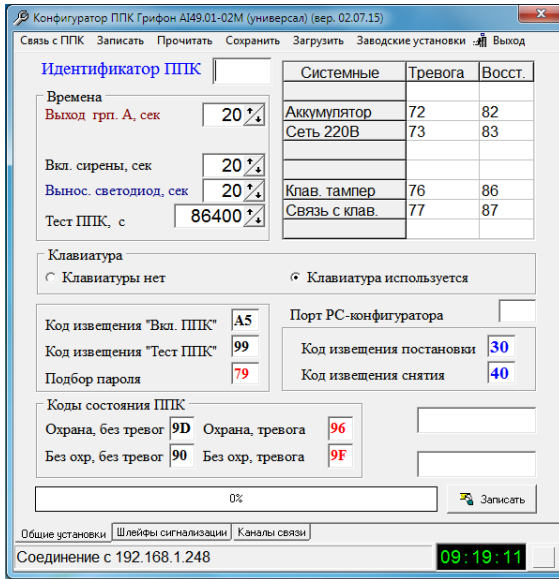 Конфигуратор ППК Грифон AI49.01-02М (универсал) (вер. 02.07.15)
Связь с ППК Записать Прочитать Сохранить Загрузить Заводские установки Выход
Идентификатор ППК
Системные Тревога Восст.
Аккумулятор 72 82
Сеть 220В 73 83
Клав. тампер 76 86
Связь с клав. 77 87
Времена
Выход грп. А, сек 20
Вкл. сирены, сек 20
Вынос. светодиод, сек 20
Тест ППК, с 86400
Клавиатура
Клавиатуры нет Клавиатура используется
Код извещения "Вкл. ППК" A5
Код извещения "Тест ППК" 99
Подбор пароля 79
Порт РС-конфигуратора
Код извещения постановки 30
Код извещения снятия 40
Коды состояния ППК
Охрана, без тревог 9D Охрана, тревога 96
Без охр, без тревог 90 Без охр, тревога 9F
0% Записать
Общие установки Шлейфы сигнализации Каналы связи
Соединение с 192.168.1.248 09:19:11